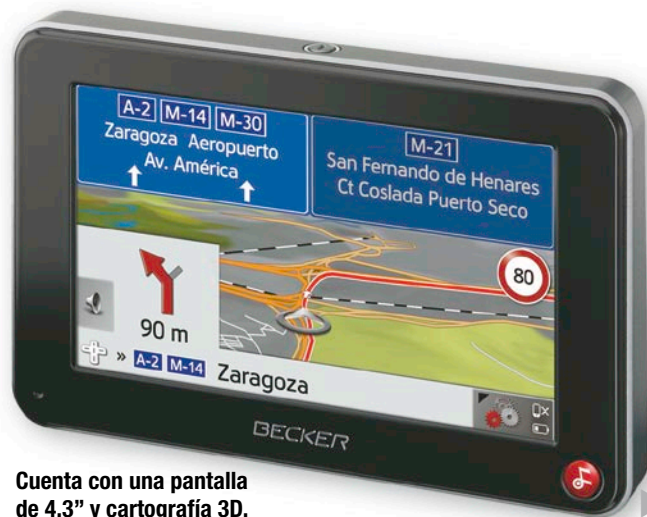 A-2 M-14 M-30
Zaragoza Aeropuerto
Av. América
M-21
San Fernando de Henares
Ct Coslada Puerto Seco
80
90 m
» A-2 M-14 Zaragoza
BECKER
Cuenta con una pantalla
de 4,3” y cartografía 3D.